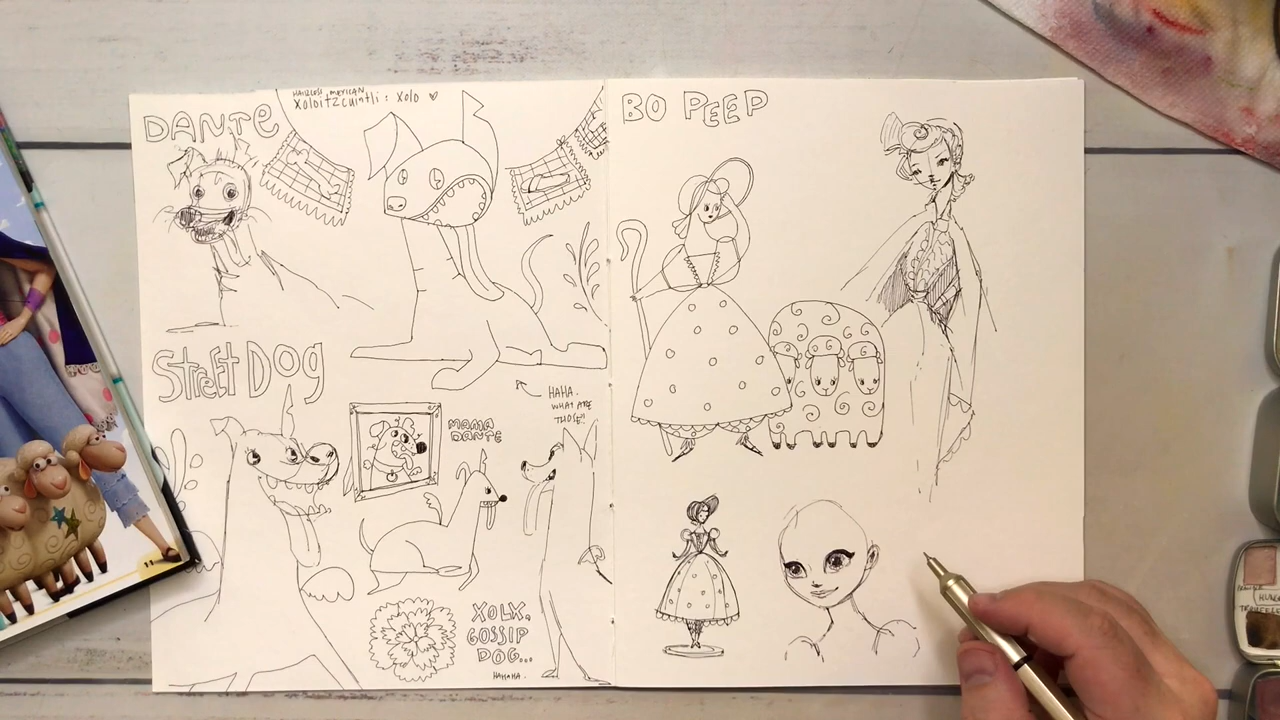 DANTE
HAIRLESS MEXICAN
Xoloitzcuintli : Xolo
STREET DOG
HAHA.
WHAT ARE
THOSE!!
MAMA
DANTE
XOLX.
GOSSIP
DOG...
HAHAHA.
BO PEEP
11